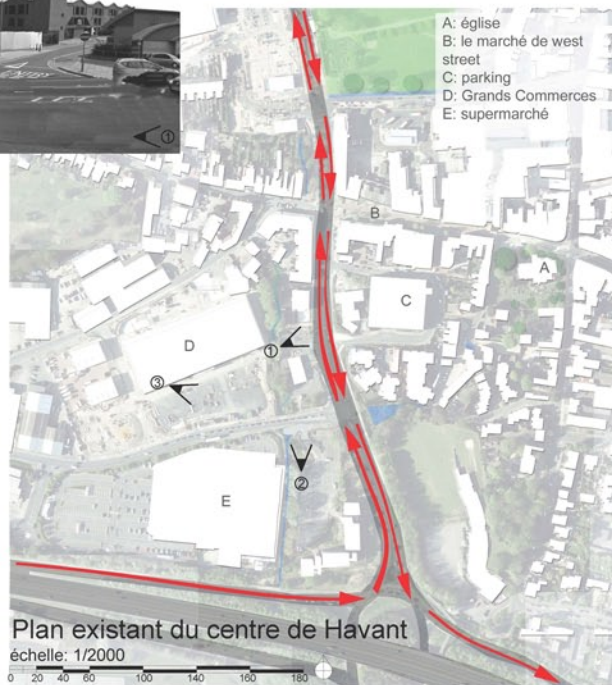 ①
A: église
B: le marché de west
street
C: parking
D: Grands Commerces
E: supermarché
B
A
C
D
①
③
②
E
Plan existant du centre de Havant
échelle: 1/2000
0 20 40 60 100 140 180